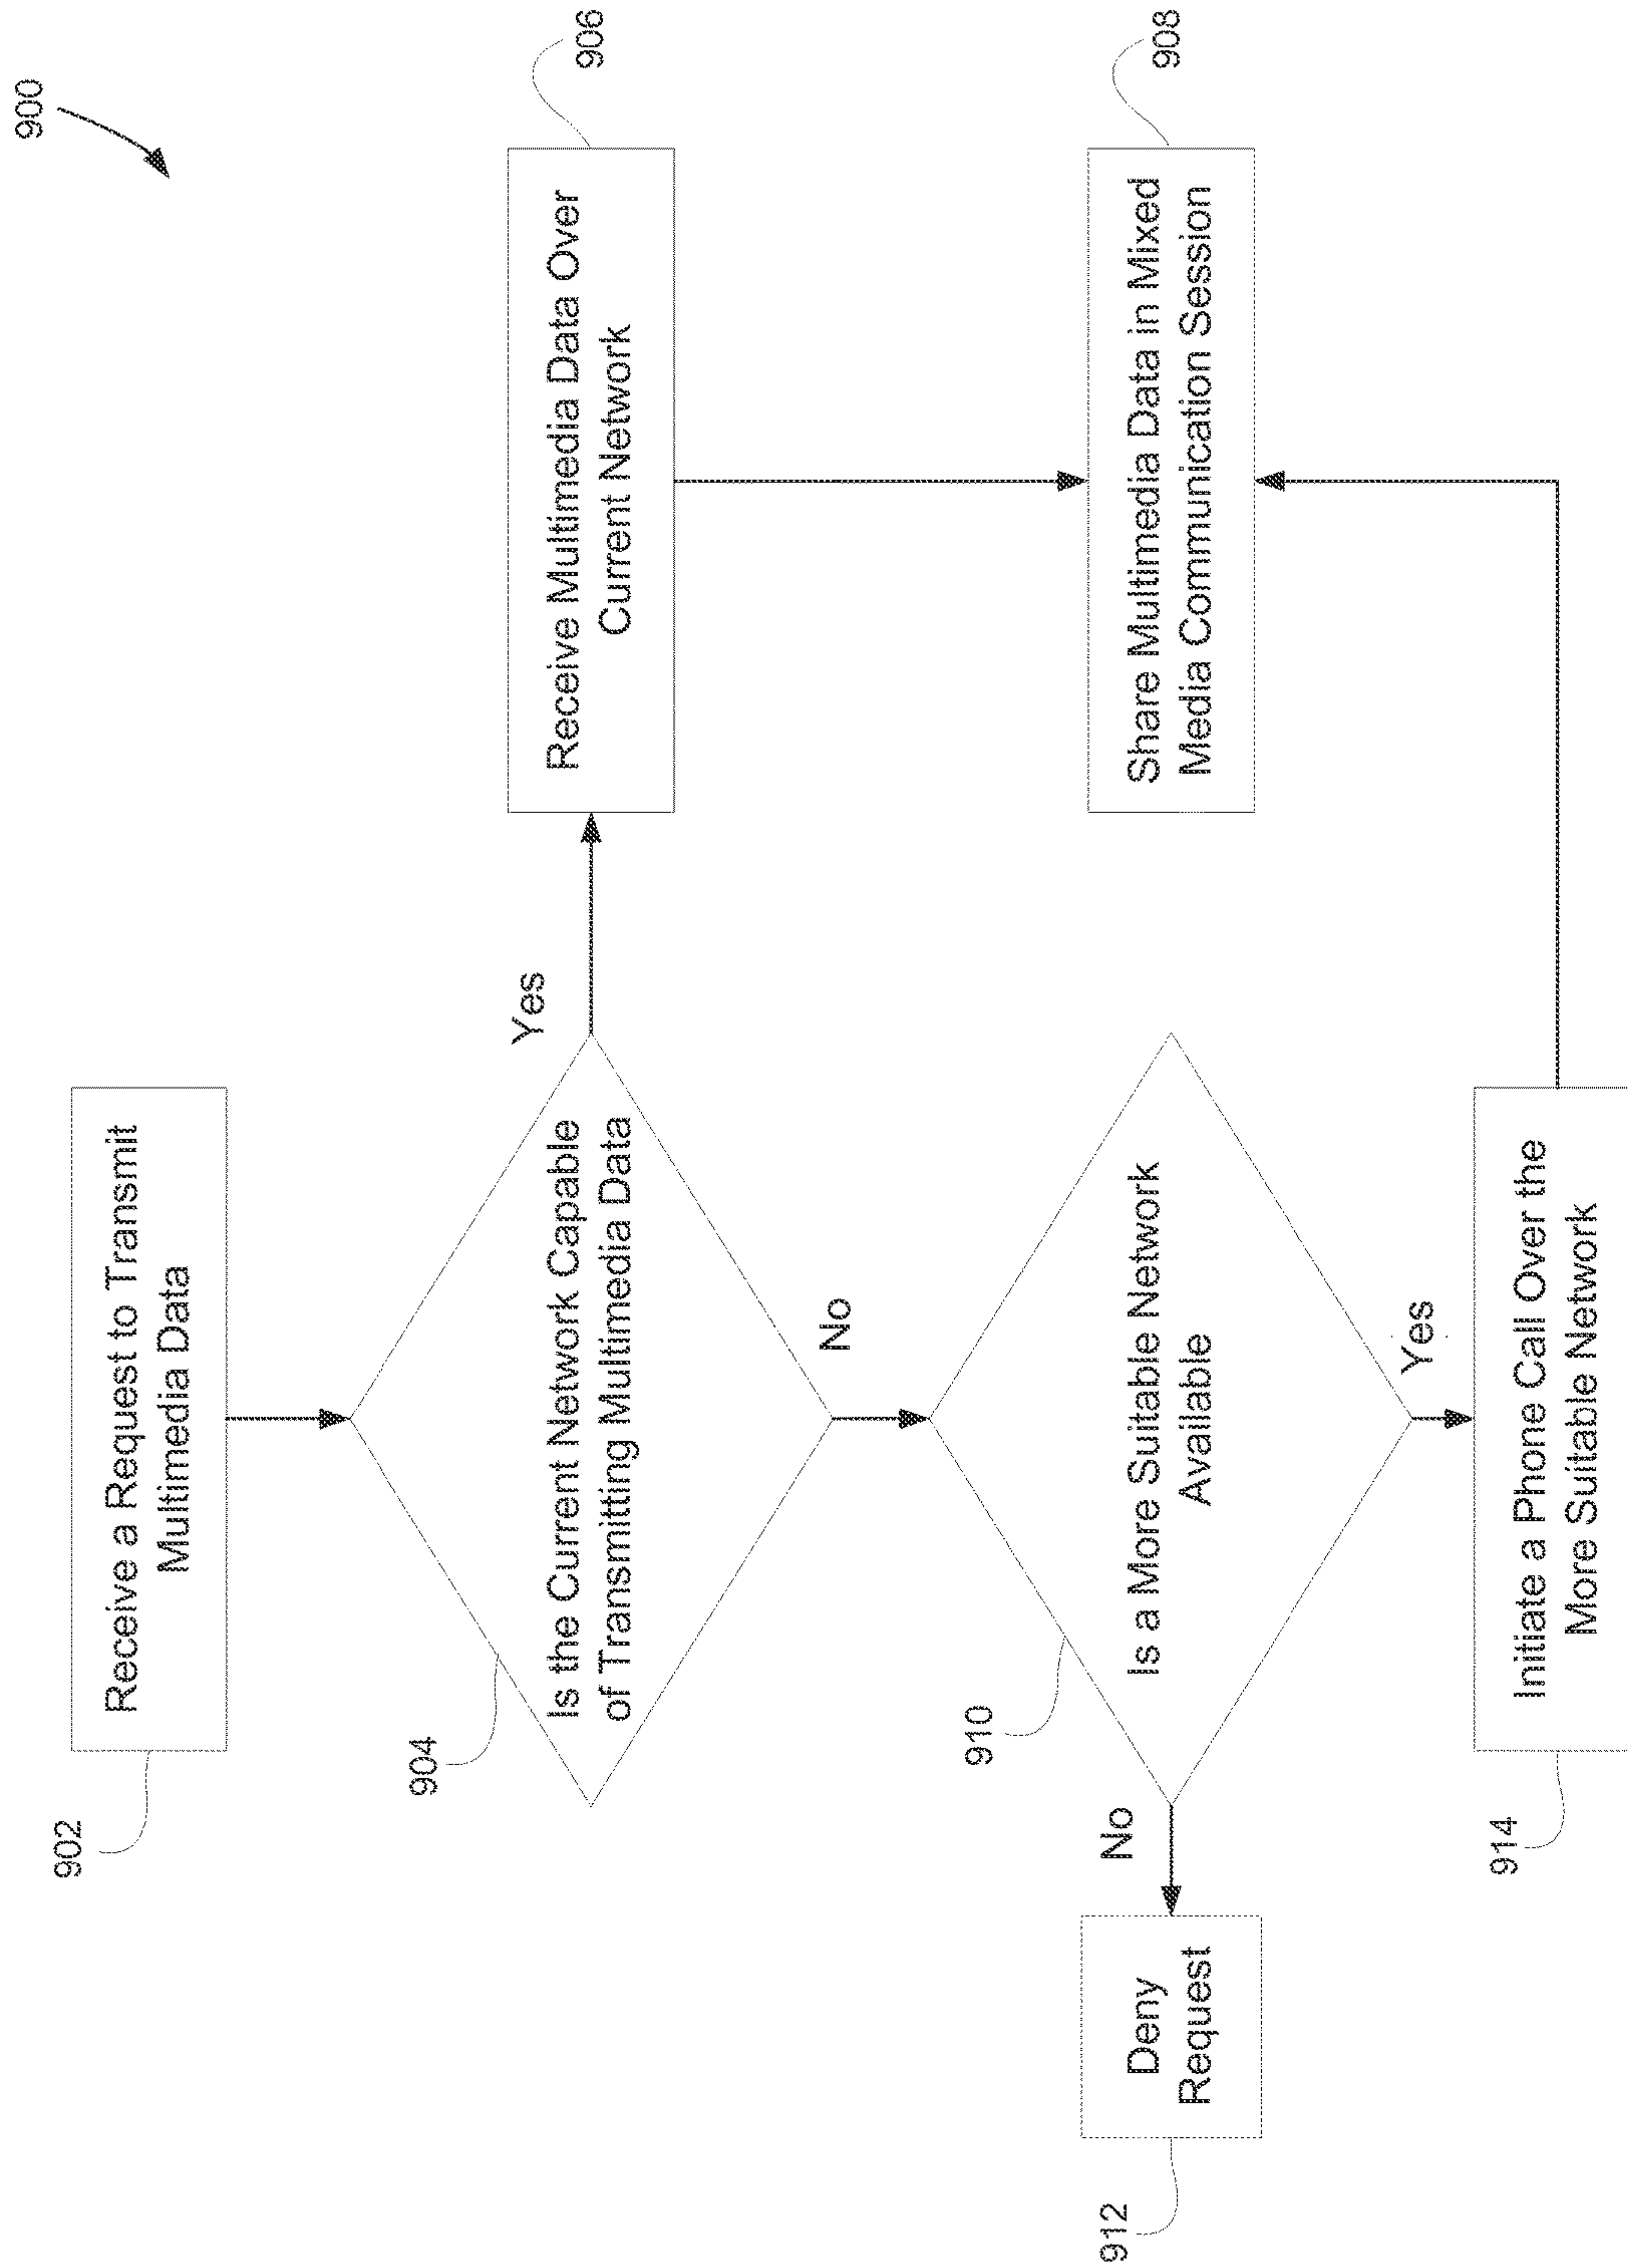 900
902
Receive a Request to Transmit
Multimedia Data
904
Is the Current Network Capable
of Transmitting Multimedia Data
Yes
906
Receive Multimedia Data Over
Current Network
No
910
Is a More Suitable Network
Available
908
Share Multimedia Data in Mixed
Media Communication Session
No
912
Deny
Request
Yes
914
Initiate a Phone Call Over the
More Suitable Network